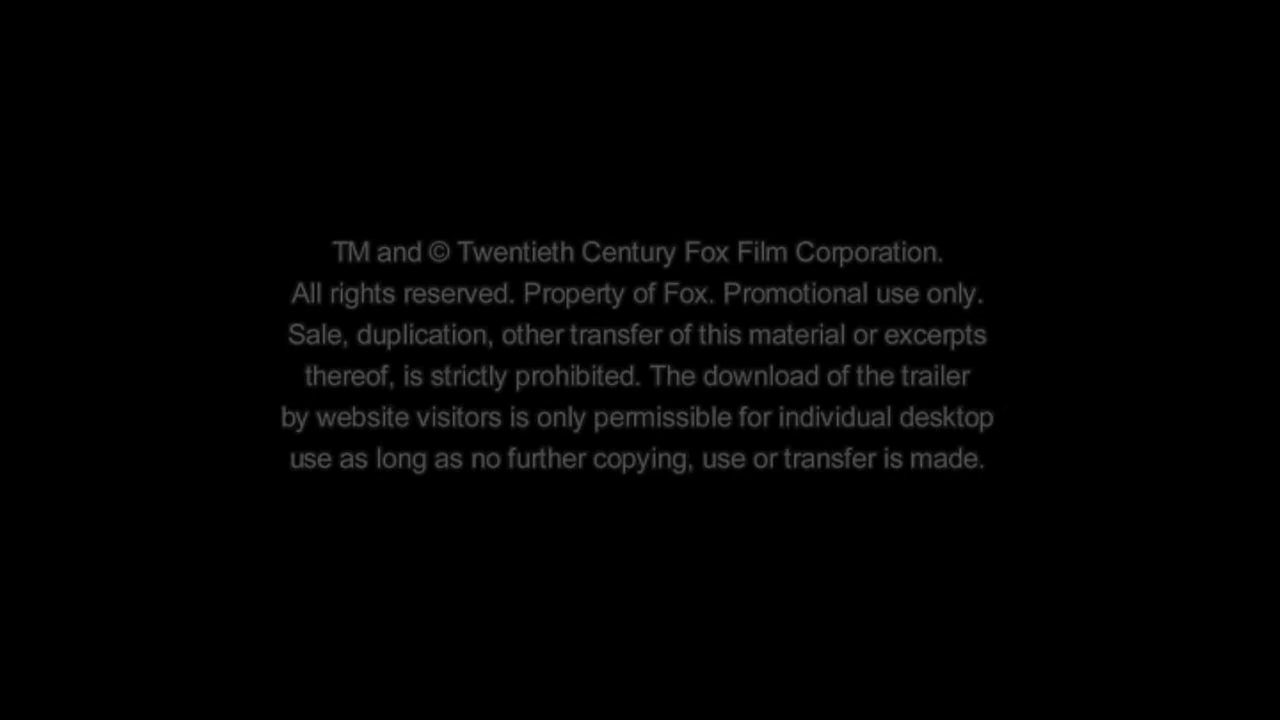 TM and © Twentieth Century Fox Film Corporation.
All rights reserved. Property of Fox. Promotional use only.
Sale, duplication, other transfer of this material or excerpts
thereof, is strictly prohibited. The download of the trailer
by website visitors is only permissible for individual desktop
use as long as no further copying, use or transfer is made.